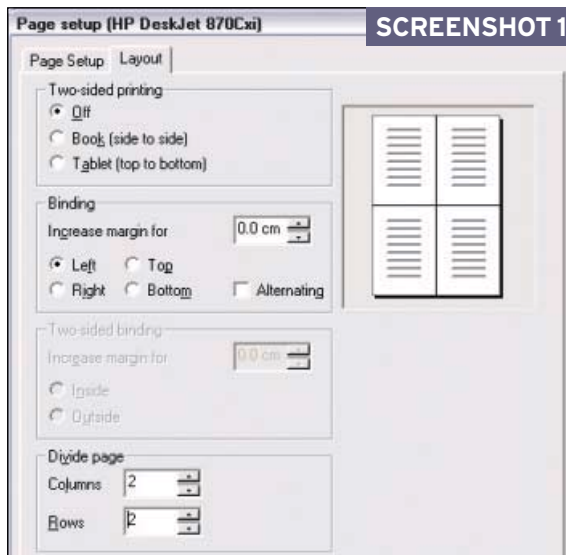 Page setup (HP DeskJet 870Cxi)
SCREENSHOT 1
Page Setup Layout
Two-sided printing
Off
Book (side to side)
Tablet (top to bottom)
Binding
Increase margin for 0.0 cm
Left Top
Right Bottom Alternating
Two-sided binding
Increase margin for 0.0 cm
Inside
Outside
Divide page
Columns 2
Rows 2